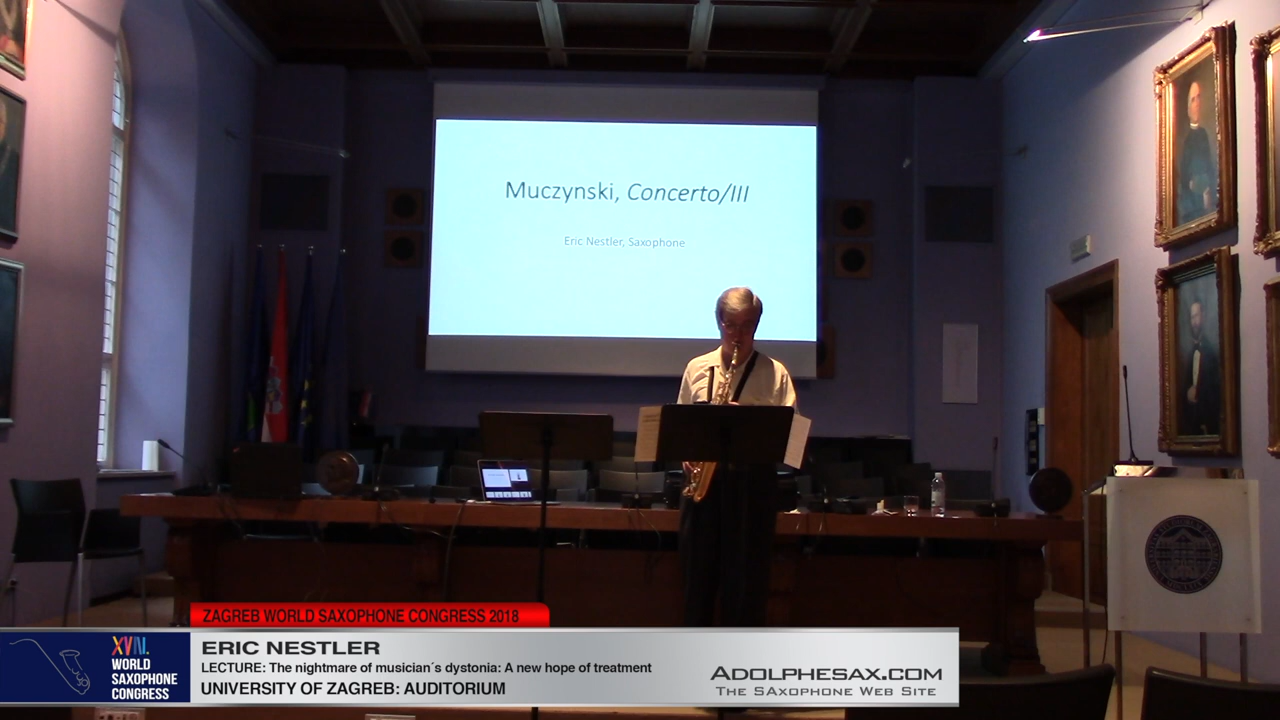 Muczynski, Concerto/III
Eric Nestler, Saxophone
ZAGREB WORLD SAXOPHONE CONGRESS 2018
XVIII.
WORLD
SAXOPHONE
CONGRESS
ERIC NESTLER
LECTURE: The nightmare of musician´s dystonia: A new hope of treatment
UNIVERSITY OF ZAGREB: AUDITORIUM
ADOLPHESAX.COM
THE SAXOPHONE WEB SITE